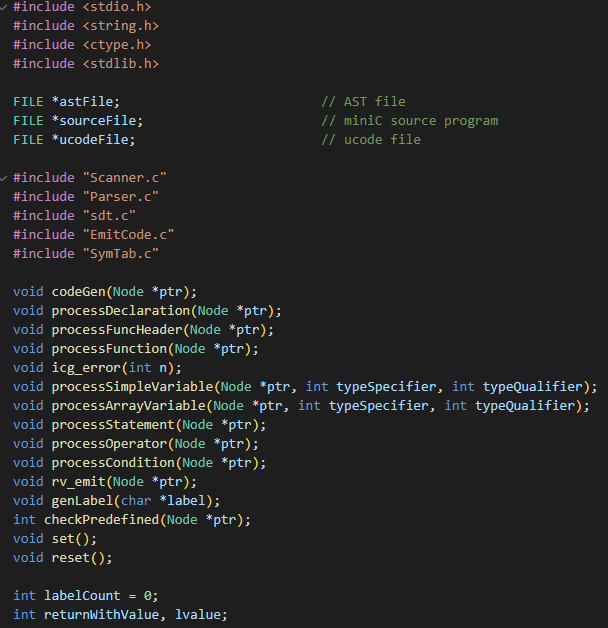 #include <stdio.h>
#include <string.h>
#include <ctype.h>
#include <stdlib.h>
FILE *astFile; // AST file
FILE *sourceFile; // miniC source program
FILE *ucodeFile; // ucode file
#include "Scanner.c"
#include "Parser.c"
#include "sdt.c"
#include "EmitCode.c"
#include "SymTab.c"
void codeGen(Node *ptr);
void processDeclaration(Node *ptr);
void processFuncHeader(Node *ptr);
void processFunction(Node *ptr);
void icg_error(int n);
void processSimpleVariable(Node *ptr, int typeSpecifier, int typeQualifier);
void processArrayVariable(Node *ptr, int typeSpecifier, int typeQualifier);
void processStatement(Node *ptr);
void processOperator(Node *ptr);
void processCondition(Node *ptr);
void rv_emit(Node *ptr);
void genLabel(char *label);
int checkPredefined(Node *ptr);
void set();
void reset();
int labelCount = 0;
int returnWithValue, lvalue;